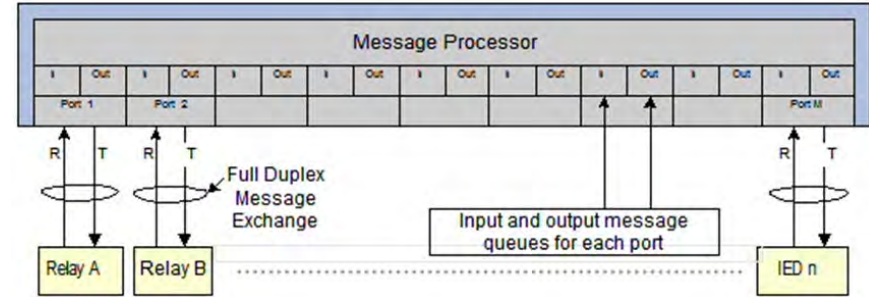 Message Processor
Out Out Out Out Out Out Out Out Out
Port 1 Port 2 Port M
R T R T R T
Full Duplex
Message
Exchange
Input and output message
queues for each port
Relay A Relay B IED n